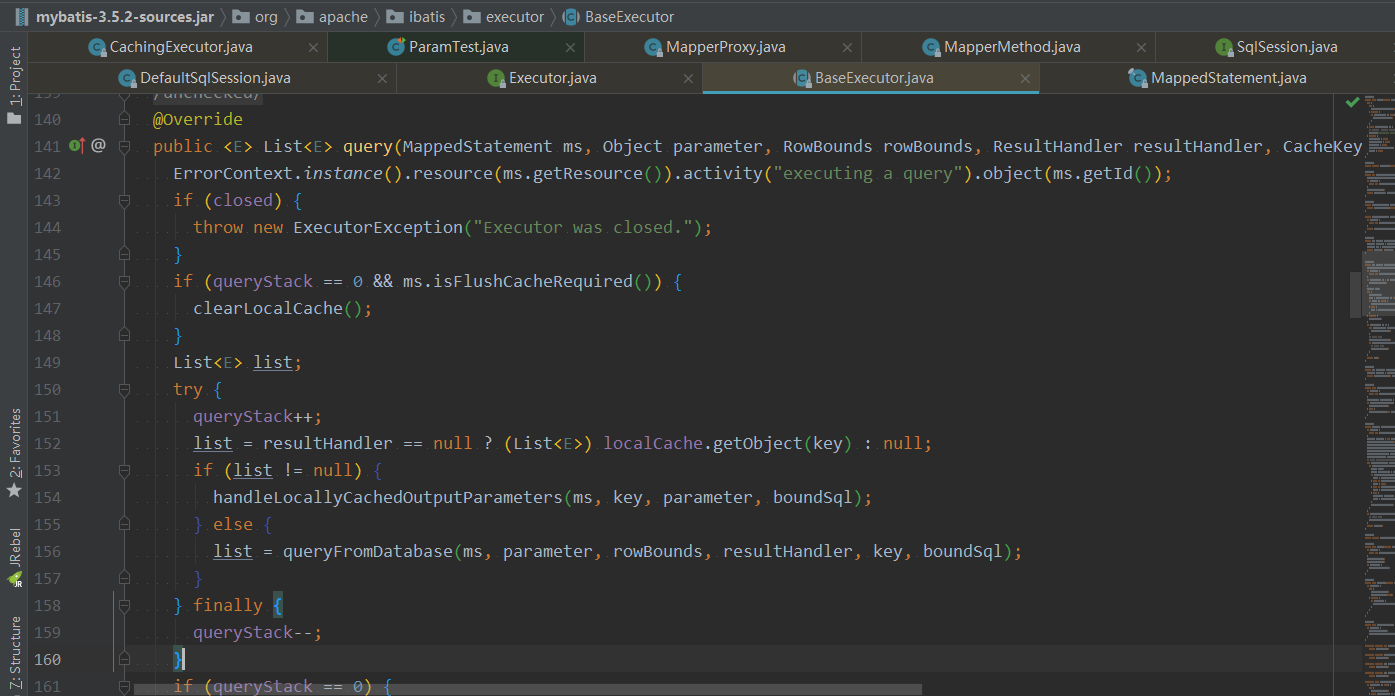 mybatis-3.5.2-sources.jar org apache ibatis executor BaseExecutor
CachingExecutor.java ParamTest.java MapperProxy.java MapperMethod.java SqlSession.java
DefaultSqlSession.java Executor.java BaseExecutor.java MappedStatement.java
1: Project
2: Favorites
JRebel
Z: Structure
139 /unchecked/
140 @Override
141 public <E> List<E> query(MappedStatement ms, Object parameter, RowBounds rowBounds, ResultHandler resultHandler, CacheKey
142 ErrorContext.instance().resource(ms.getResource()).activity("executing a query").object(ms.getId());
143 if (closed) {
144 throw new ExecutorException("Executor was closed.");
145 }
146 if (queryStack == 0 && ms.isFlushCacheRequired()) {
147 clearLocalCache();
148 }
149 List<E> list;
150 try {
151 queryStack++;
152 list = resultHandler == null ? (List<E>) localCache.getObject(key) : null;
153 if (list != null) {
154 handleLocallyCachedOutputParameters(ms, key, parameter, boundSql);
155 } else {
156 list = queryFromDatabase(ms, parameter, rowBounds, resultHandler, key, boundSql);
157 }
158 } finally {
159 queryStack--;
160 }
161 if (queryStack == 0) {